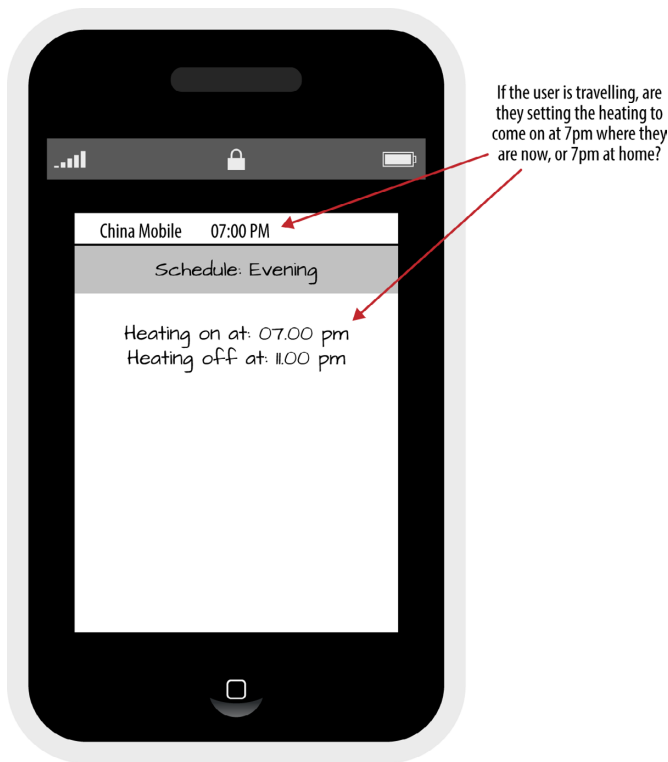 If the user is travelling, are
they setting the heating to
come on at 7pm where they
are now, or 7pm at home?
China Mobile 07:00 PM
Schedule: Evening
Heating on at: 07.00 pm
Heating off at: 11.00 pm